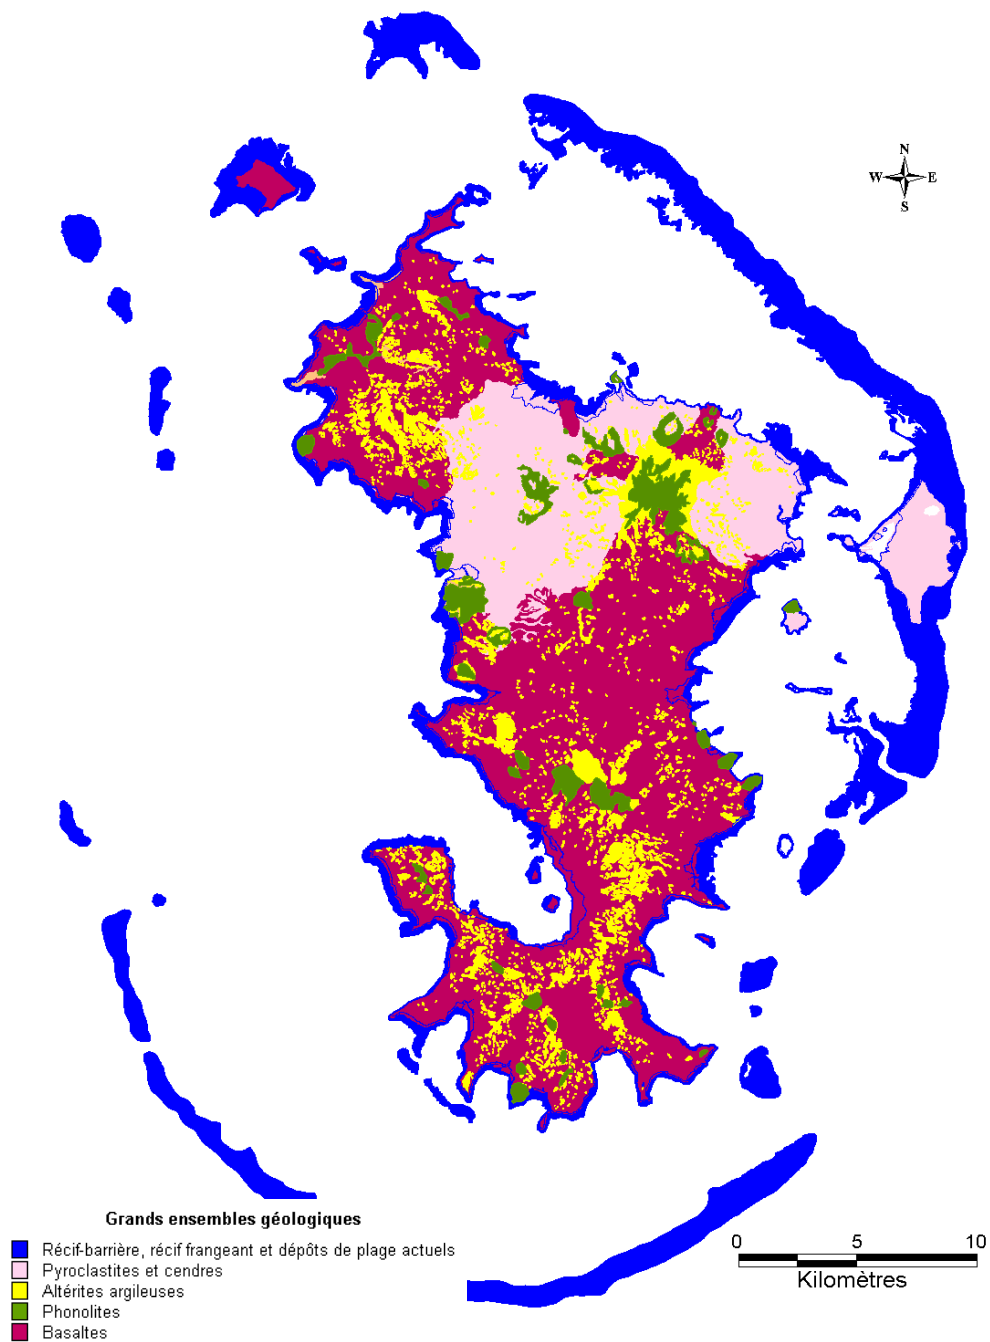 N
W E
S
Grands ensembles géologiques
Récif-barrière, récif frangeant et dépôts de plage actuels
Pyroclastites et cendres
Altérites argileuses
Phonolites
Basaltes
0 5 10
Kilomètres